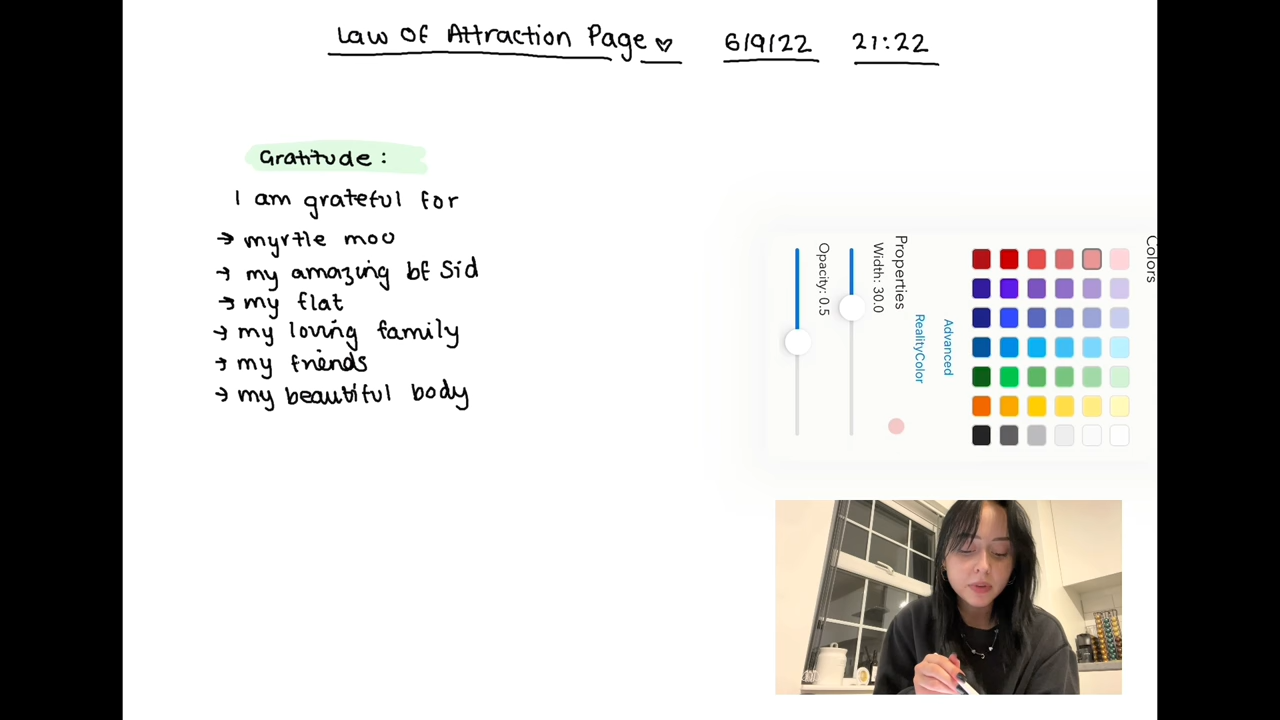 Law Of Attraction Page ♡ 6/9/22 21:22
Gratitude:
I am grateful for
→ myrtle moo
→ my amazing bf Sid
→ my flat
→ my loving family
→ my friends
→ my beautiful body
Colors
Advanced
RealityColor
Properties
Width: 30.0
Opacity: 0.5